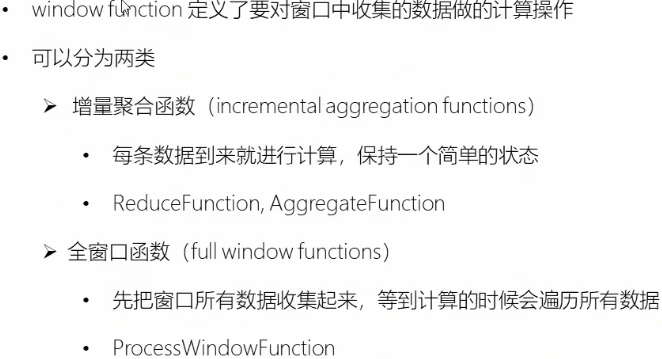 • window function 定义了要对窗口中收集的数据做的计算操作
• 可以分为两类
➢ 增量聚合函数（incremental aggregation functions）
• 每条数据到来就进行计算，保持一个简单的状态
• ReduceFunction, AggregateFunction
➢ 全窗口函数（full window functions）
• 先把窗口所有数据收集起来，等到计算的时候会遍历所有数据
• ProcessWindowFunction